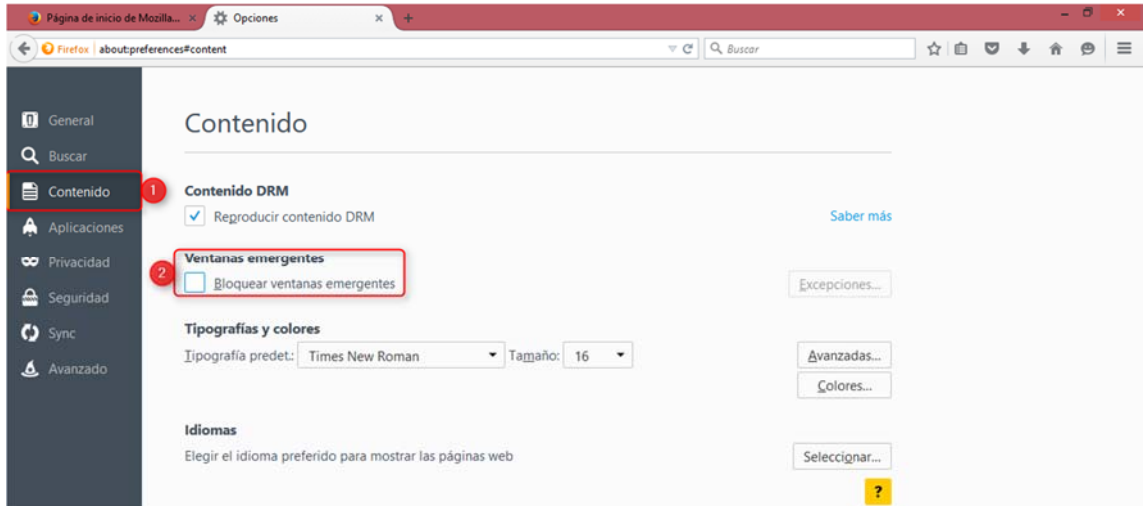 Página de inicio de Mozilla...
Opciones
Firefox about:preferences#content
Buscar
General
Buscar
Contenido
Aplicaciones
Privacidad
Seguridad
Sync
Avanzado
1
Contenido
Contenido DRM
Reproducir contenido DRM
Saber más
2
Ventanas emergentes
Bloquear ventanas emergentes
Excepciones...
Tipografías y colores
Tipografía predet.: Times New Roman Tamaño: 16
Avanzadas...
Colores...
Idiomas
Elegir el idioma preferido para mostrar las páginas web
Seleccionar...
?